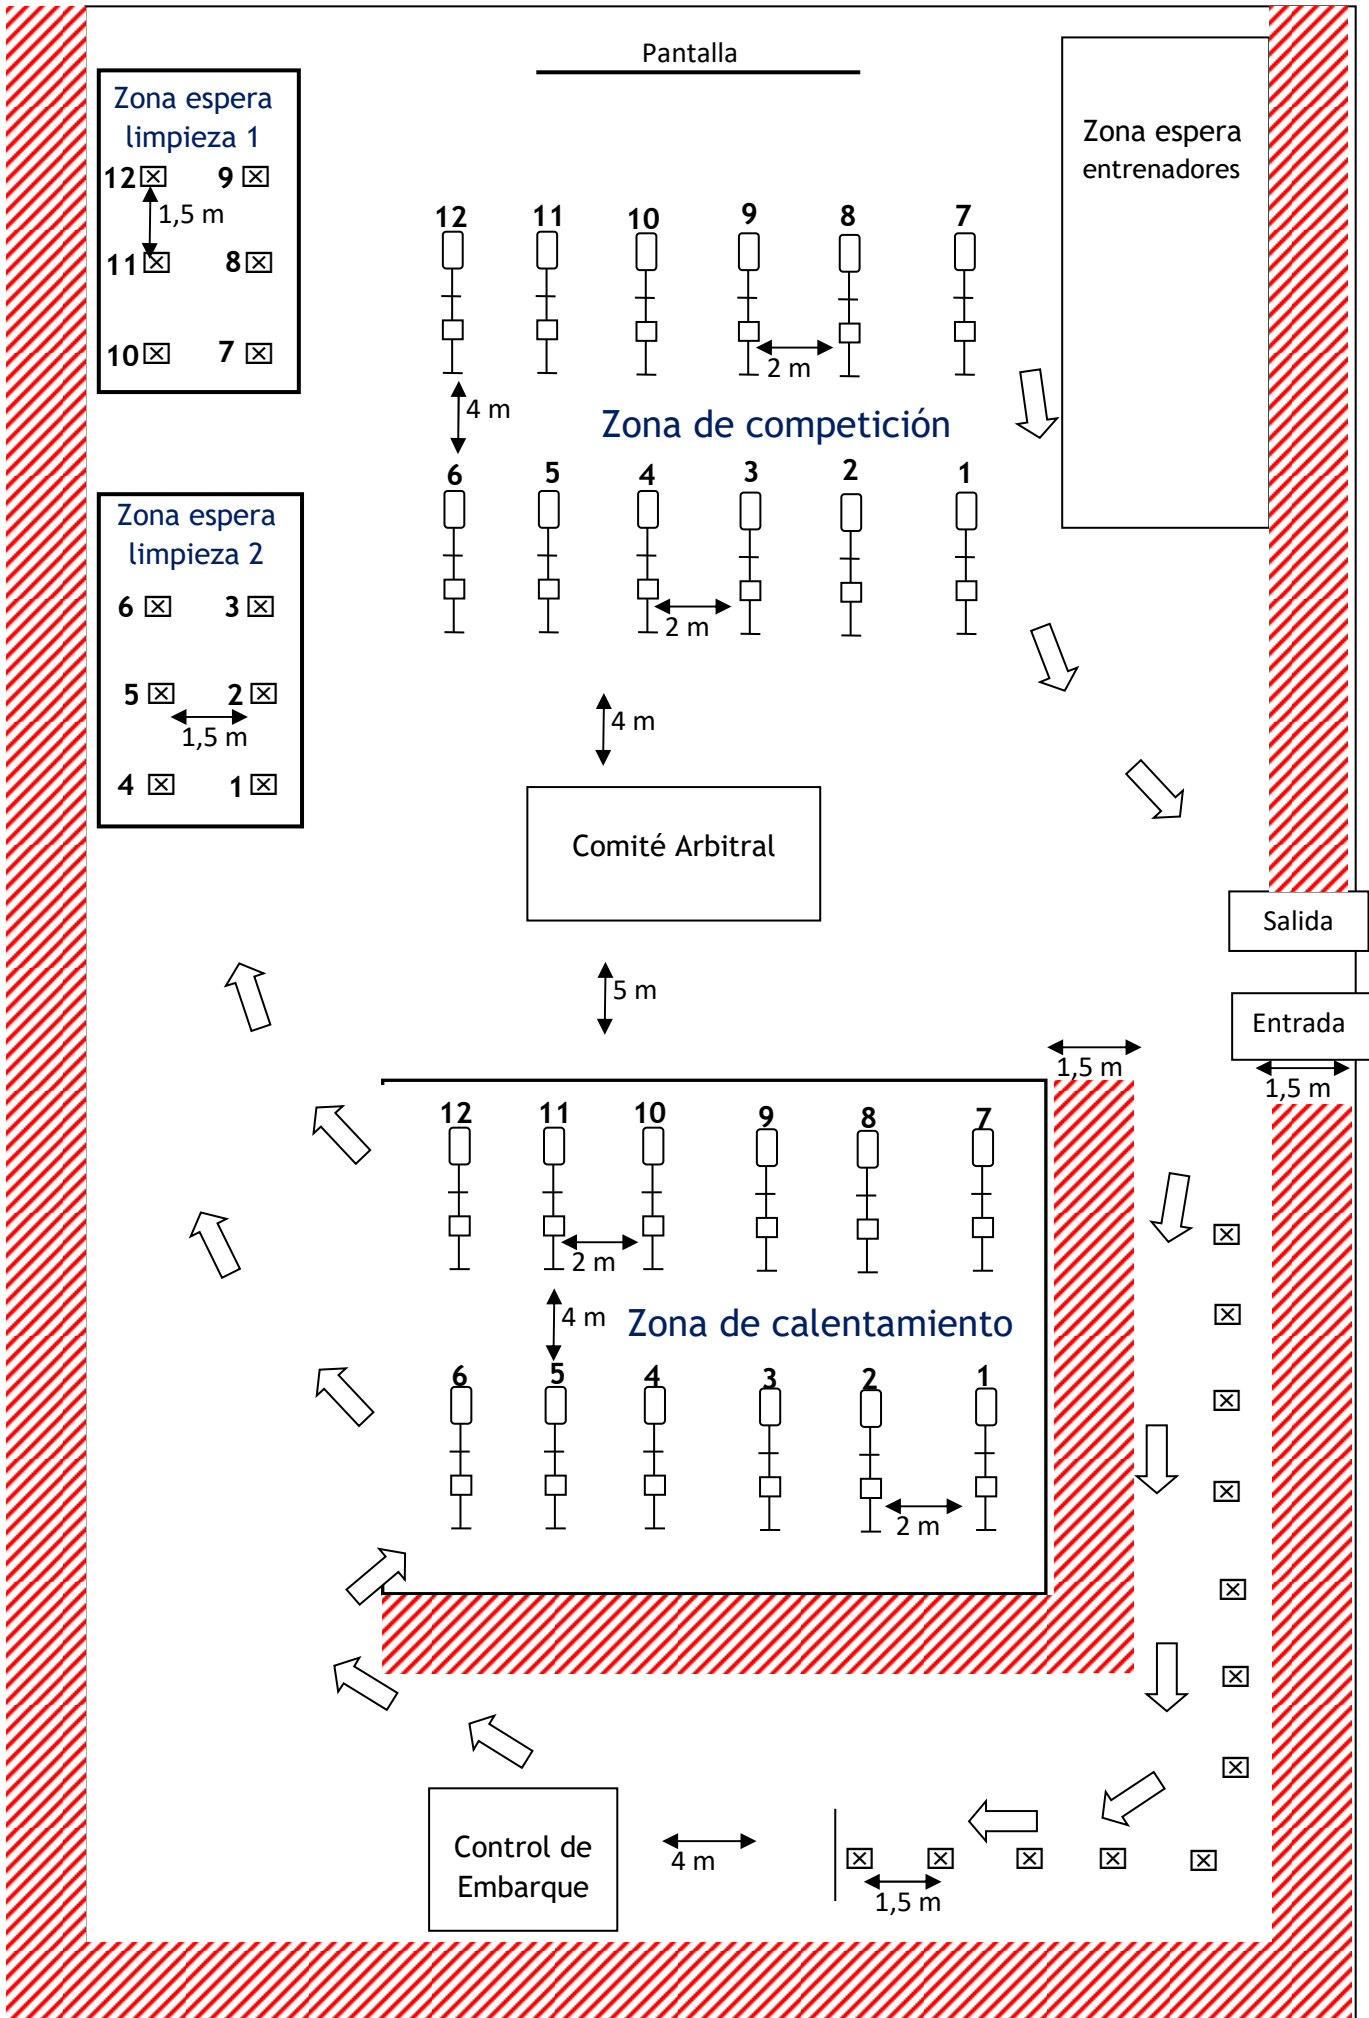 Pantalla
Zona espera
limpieza 1
12 9
1,5 m
11 8
10 7
Zona espera
entrenadores
12 11 10 9 8 7
2 m
4 m
Zona de competición
6 5 4 3 2 1
2 m
Zona espera
limpieza 2
6 3
5 2
1,5 m
4 1
4 m
Comité Arbitral
Salida
5 m
Entrada
1,5 m
1,5 m
12 11 10 9 8 7
2 m
4 m
Zona de calentamiento
6 5 4 3 2 1
2 m
Control de
Embarque
4 m
1,5 m